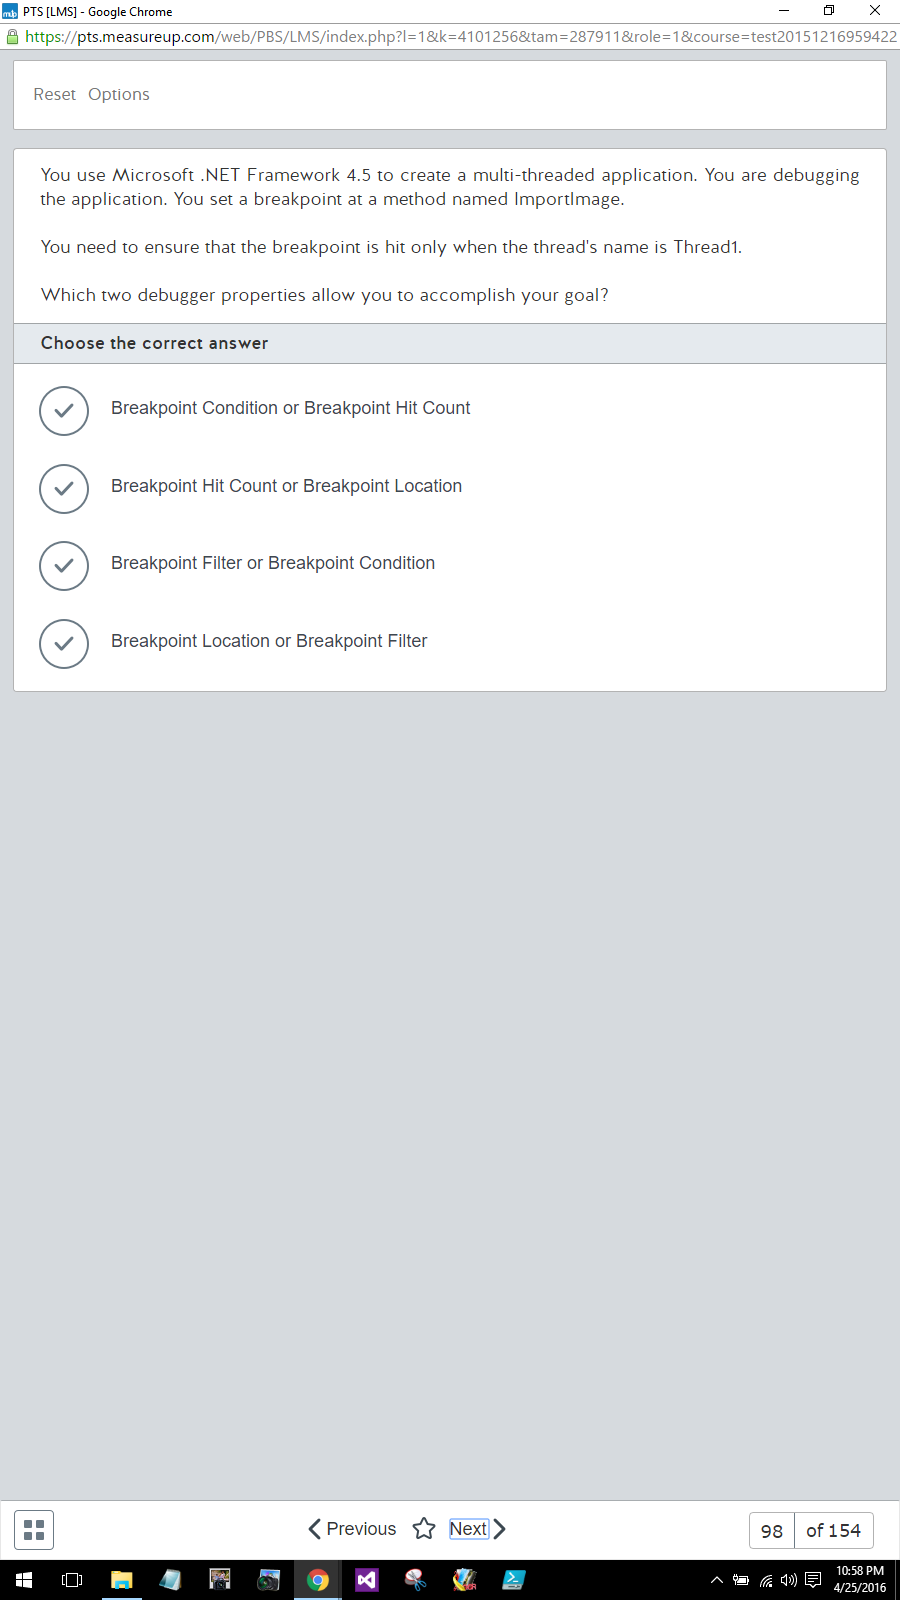 PTS [LMS] - Google Chrome
https://pts.measureup.com/web/PBS/LMS/index.php?l=1&k=4101256&tam=287911&role=1&course=test20151216959422
Reset Options
You use Microsoft .NET Framework 4.5 to create a multi-threaded application. You are debugging
the application. You set a breakpoint at a method named ImportImage.
You need to ensure that the breakpoint is hit only when the thread's name is Thread1.
Which two debugger properties allow you to accomplish your goal?
Choose the correct answer
Breakpoint Condition or Breakpoint Hit Count
Breakpoint Hit Count or Breakpoint Location
Breakpoint Filter or Breakpoint Condition
Breakpoint Location or Breakpoint Filter
Previous Next 98 of 154
10:58 PM
4/25/2016